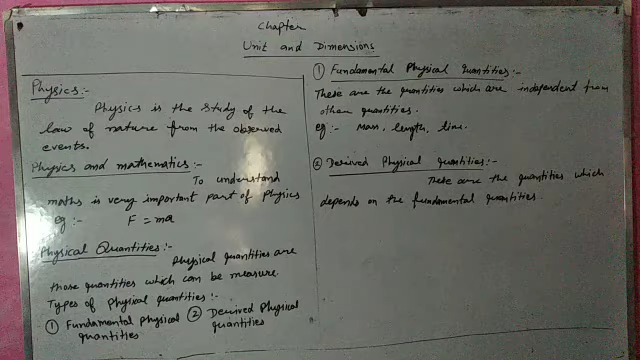 Chapter
Unit and Dimensions
Physics:-
Physics is the study of the
law of nature from the observed
events.
Physics and mathematics:-
To understand
maths is very important part of physics
eg:- F = ma
Physical Quantities:-
Physical quantities are
those quantities which can be measure.
Types of physical quantities:-
① Fundamental physical ② Derived Physical
quantities quantities
① Fundamental Physical Quantities:-
These are the quantities which are independent from
other quantities.
eg:- Mass, length, time.
② Derived Physical Quantities:-
These are the quantities which
depends on the fundamental quantities.